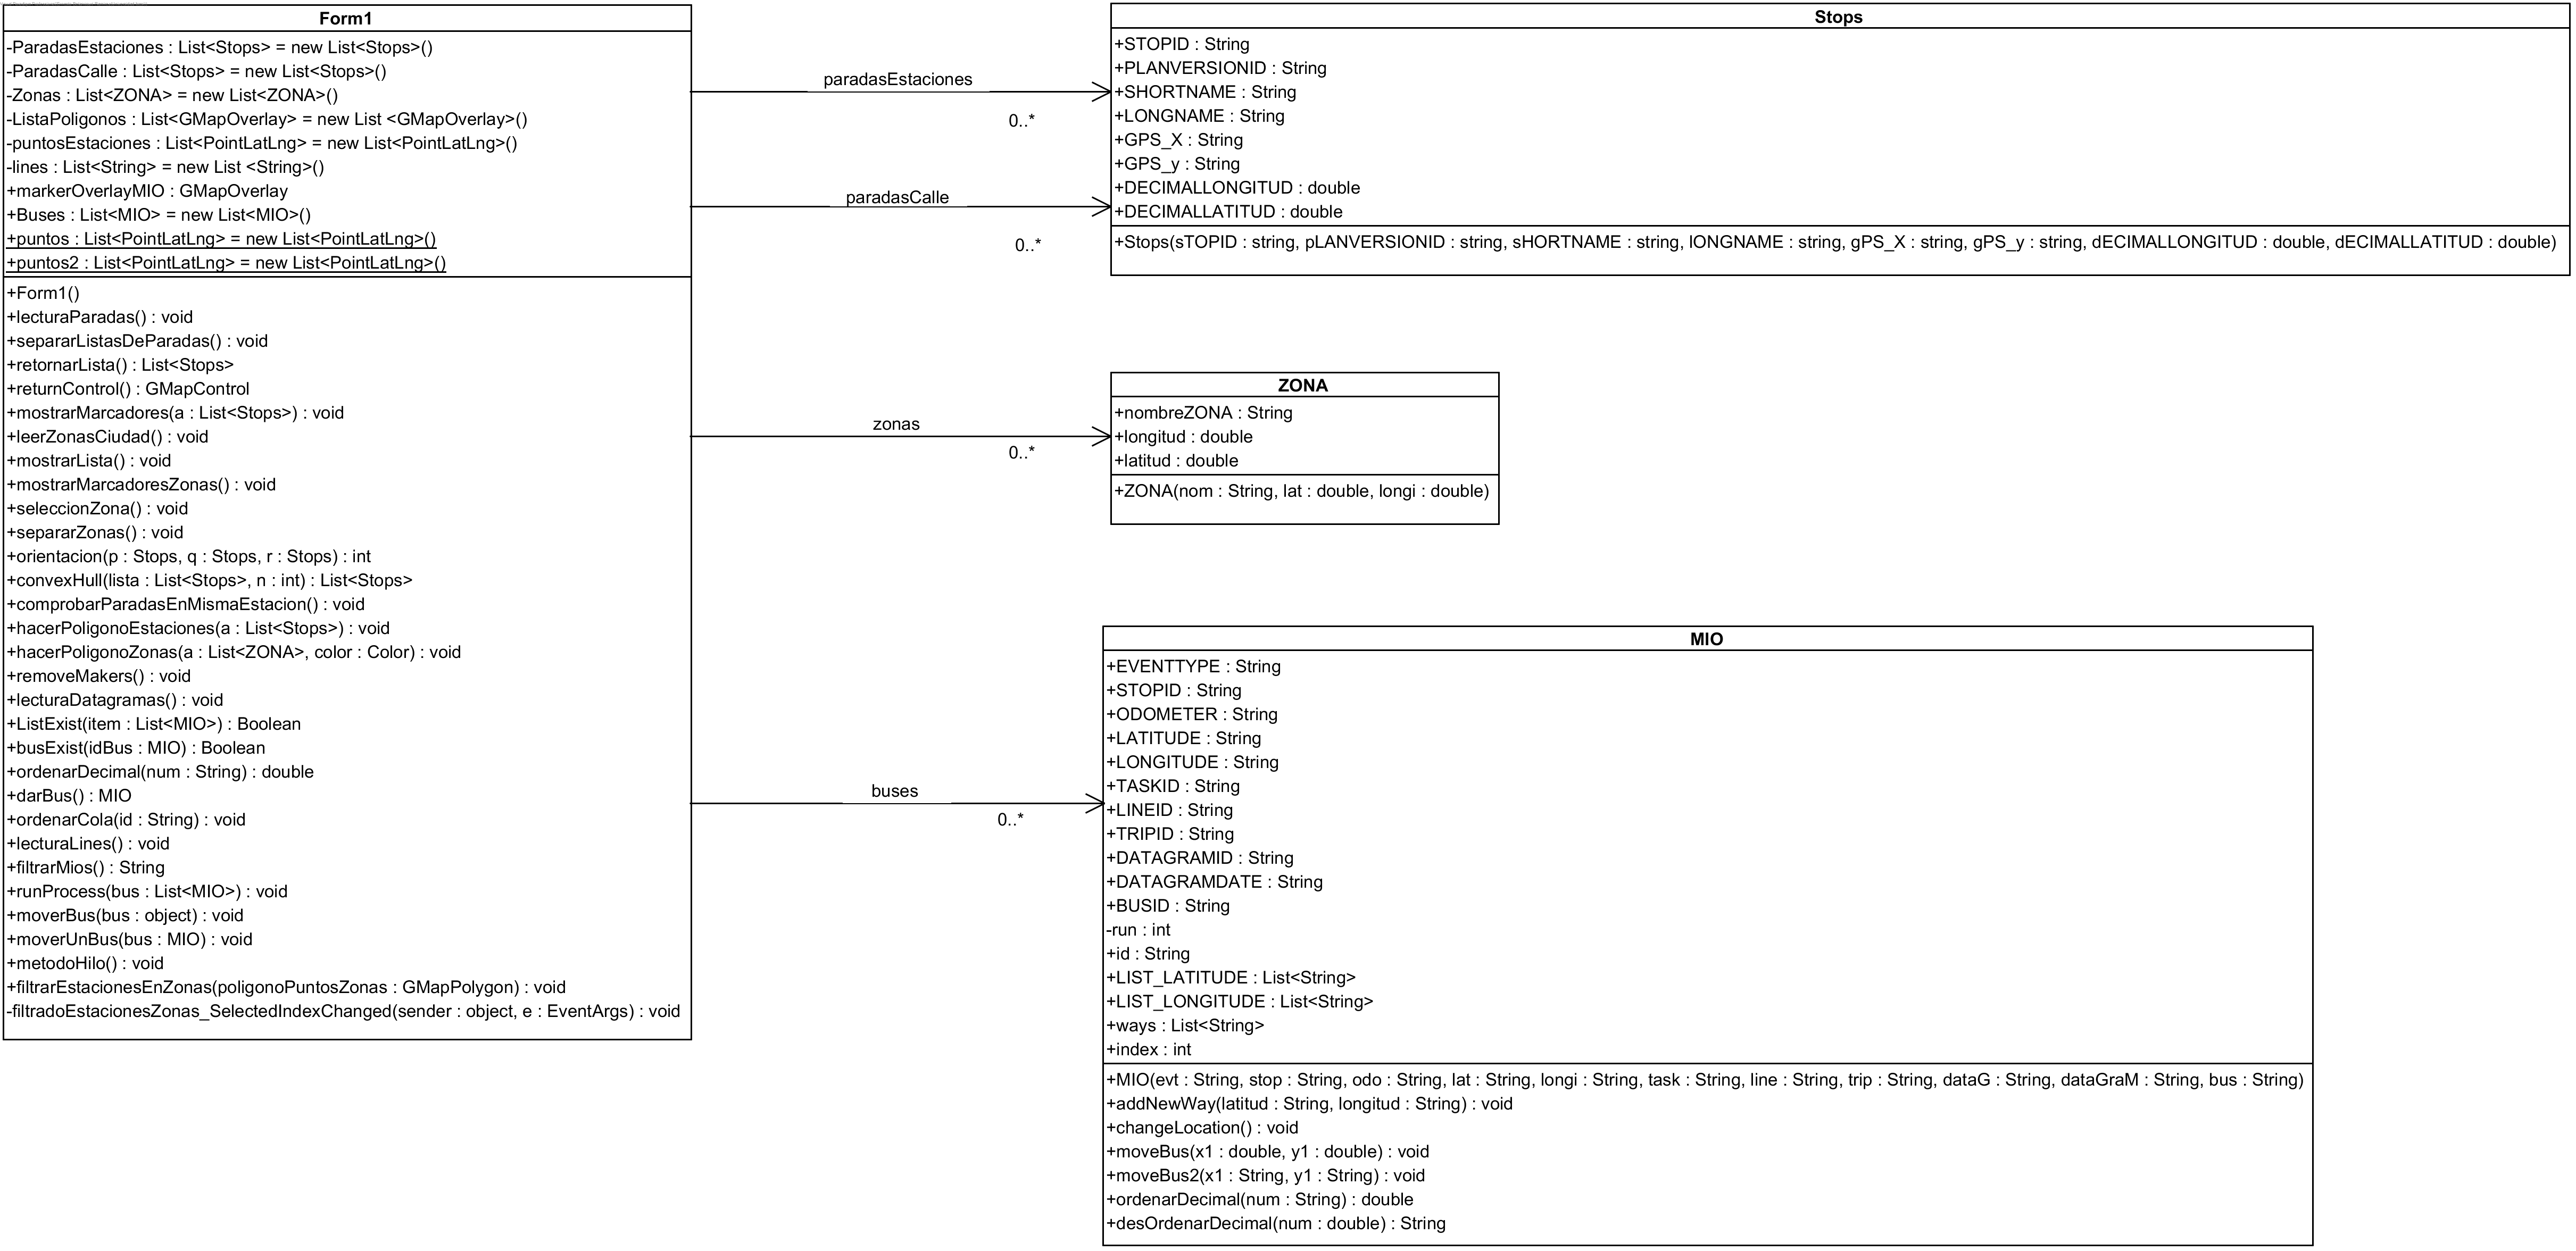 Form1
-ParadasEstaciones : List<Stops> = new List<Stops>()
-ParadasCalle : List<Stops> = new List<Stops>()
-Zonas : List<ZONA> = new List<ZONA>()
-ListaPoligonos : List<GMapOverlay> = new List <GMapOverlay>()
-puntosEstaciones : List<PointLatLng> = new List<PointLatLng>()
-lines : List<String> = new List <String>()
+markerOverlayMIO : GMapOverlay
+Buses : List<MIO> = new List<MIO>()
+puntos : List<PointLatLng> = new List<PointLatLng>()
+puntos2 : List<PointLatLng> = new List<PointLatLng>()
+Form1()
+lecturaParadas() : void
+separarListasDeParadas() : void
+retornarLista() : List<Stops>
+returnControl() : GMapControl
+mostrarMarcadores(a : List<Stops>) : void
+leerZonasCiudad() : void
+mostrarLista() : void
+mostrarMarcadoresZonas() : void
+seleccionZona() : void
+separarZonas() : void
+orientacion(p : Stops, q : Stops, r : Stops) : int
+convexHull(lista : List<Stops>, n : int) : List<Stops>
+comprobarParadasEnMismaEstacion() : void
+hacerPoligonoEstaciones(a : List<Stops>) : void
+hacerPoligonoZonas(a : List<ZONA>, color : Color) : void
+removeMakers() : void
+lecturaDatagramas() : void
+ListExist(item : List<MIO>) : Boolean
+busExist(idBus : MIO) : Boolean
+ordenarDecimal(num : String) : double
+darBus() : MIO
+ordenarCola(id : String) : void
+lecturaLines() : void
+filtrarMios() : String
+runProcess(bus : List<MIO>) : void
+moverBus(bus : object) : void
+moverUnBus(bus : MIO) : void
+metodoHilo() : void
+filtrarEstacionesEnZonas(poligonoPuntosZonas : GMapPolygon) : void
-filtradoEstacionesZonas_SelectedIndexChanged(sender : object, e : EventArgs) : void
paradasEstaciones
0..*
paradasCalle
0..*
zonas
0..*
buses
0..*
Stops
+STOPID : String
+PLANVERSIONID : String
+SHORTNAME : String
+LONGNAME : String
+GPS_X : String
+GPS_y : String
+DECIMALLONGITUD : double
+DECIMALLATITUD : double
+Stops(sTOPID : string, pLANVERSIONID : string, sHORTNAME : string, lONGNAME : string, gPS_X : string, gPS_y : string, dECIMALLONGITUD : double, dECIMALLATITUD : double)
ZONA
+nombreZONA : String
+longitud : double
+latitud : double
+ZONA(nom : String, lat : double, longi : double)
MIO
+EVENTTYPE : String
+STOPID : String
+ODOMETER : String
+LATITUDE : String
+LONGITUDE : String
+TASKID : String
+LINEID : String
+TRIPID : String
+DATAGRAMID : String
+DATAGRAMDATE : String
+BUSID : String
-run : int
+id : String
+LIST_LATITUDE : List<String>
+LIST_LONGITUDE : List<String>
+ways : List<String>
+index : int
+MIO(evt : String, stop : String, odo : String, lat : String, longi : String, task : String, line : String, trip : String, dataG : String, dataGraM : String, bus : String)
+addNewWay(latitud : String, longitud : String) : void
+changeLocation() : void
+moveBus(x1 : double, y1 : double) : void
+moveBus2(x1 : String, y1 : String) : void
+ordenarDecimal(num : String) : double
+desOrdenarDecimal(num : double) : String